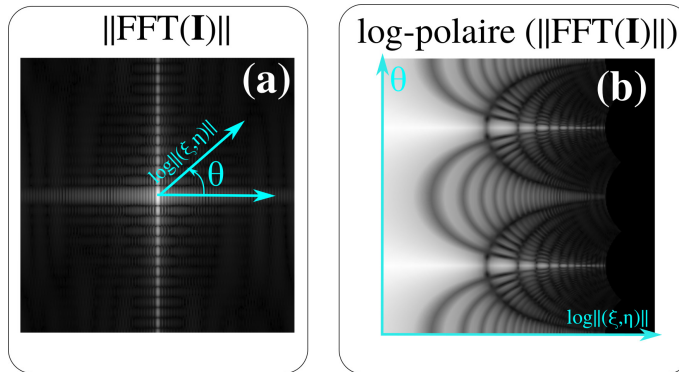 ||FFT(I)||
(a)
log||(ξ,η)||
θ
log-polaire (||FFT(I)||)
θ
(b)
log||(ξ,η)||